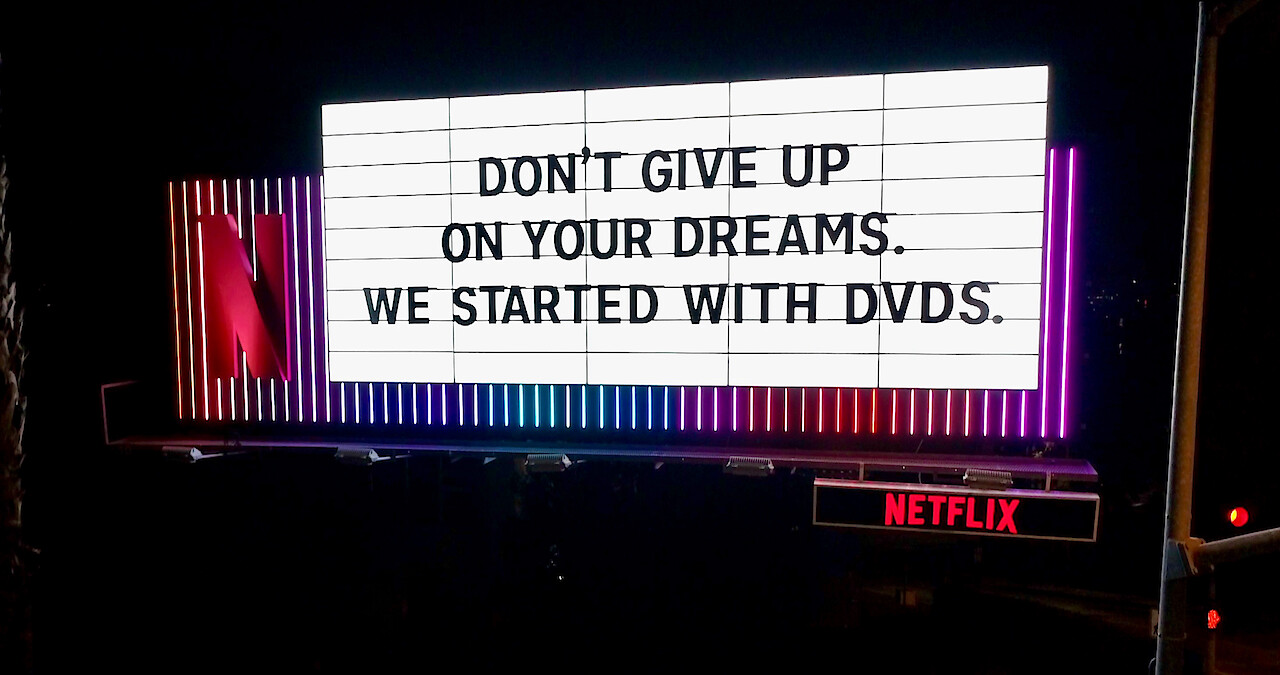 DON'T GIVE UP
ON YOUR DREAMS.
WE STARTED WITH DVDS.
N
NETFLIX